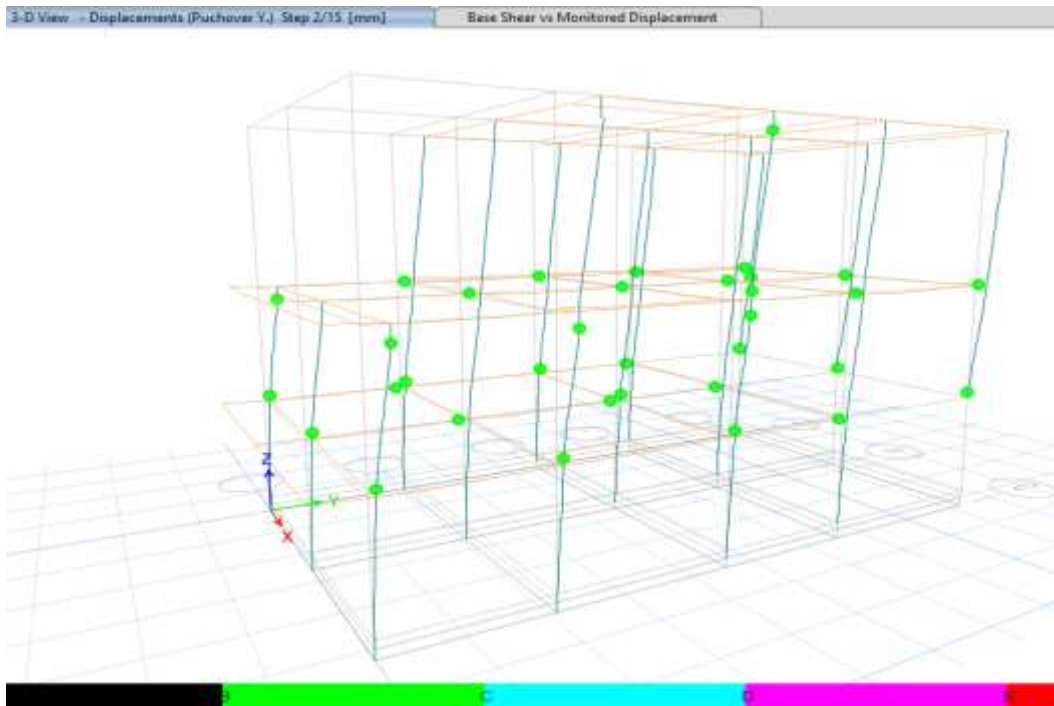 3-D View - Displacements (Puchover Y.) Step 2/15 [mm]
Base Shear vs Monitored Displacement
Z
Y
X
B
C
D
E